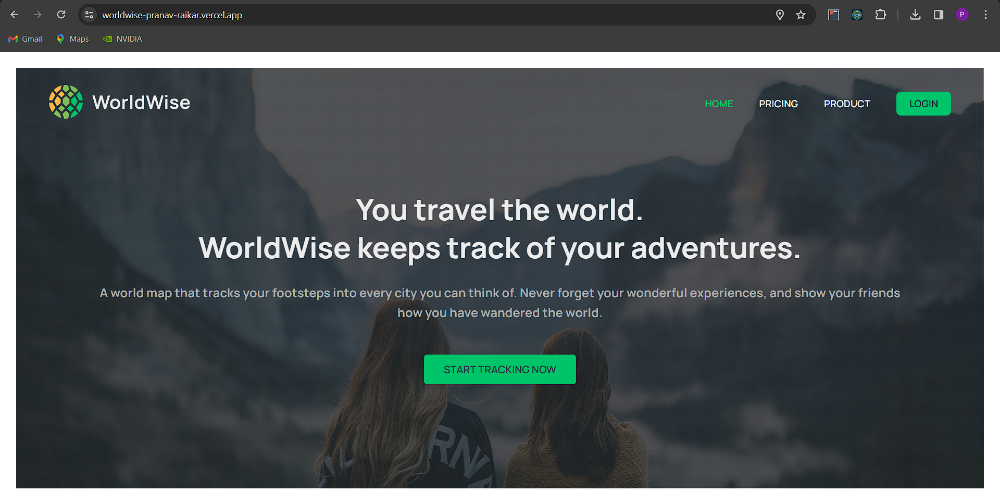 worldwise-pranav-raikar.vercel.app
P
Gmail Maps NVIDIA
WorldWise
HOME PRICING PRODUCT LOGIN
You travel the world.
WorldWise keeps track of your adventures.
A world map that tracks your footsteps into every city you can think of. Never forget your wonderful experiences, and show your friends
how you have wandered the world.
START TRACKING NOW